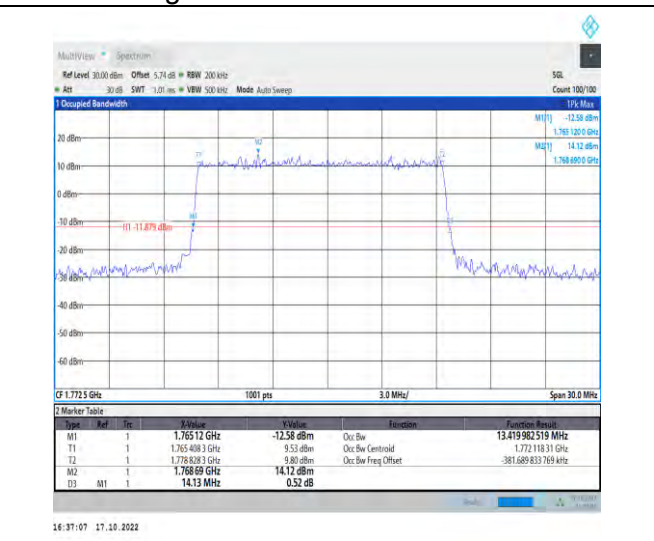 MultiView Spectrum
Ref Level 30.00 dBm Offset 5.74 dB RBW 200 kHz SGL
Att 30 dB SWT 1.01 ms VBW 500 kHz Mode Auto Sweep Count 100/100
1 Occupied Bandwidth 1Pk Max
M1[1] -12.58 dBm
1.765 120 0 GHz
M2[1] 14.12 dBm
1.768 690 0 GHz
20 dBm
M2
T1
10 dBm
0 dBm
M1
-10 dBm
H1 -11.879 dBm
-20 dBm
-30 dBm
-40 dBm
-50 dBm
-60 dBm
CF 1.772 5 GHz 1001 pts 3.0 MHz/ Span 30.0 MHz
2 Marker Table
Type Ref Trc X-Value Y-Value Function Function Result
M1 1 1.765 12 GHz -12.58 dBm Occ Bw 13.419 982 519 MHz
T1 1 1.765 408 3 GHz 9.53 dBm Occ Bw Centroid 1.772 118 31 GHz
T2 1 1.778 828 3 GHz 9.80 dBm Occ Bw Freq Offset -381.689 833 769 kHz
M2 1 1.768 69 GHz 14.12 dBm
D3 M1 1 14.13 MHz 0.52 dB
16:37:07 17.10.2022